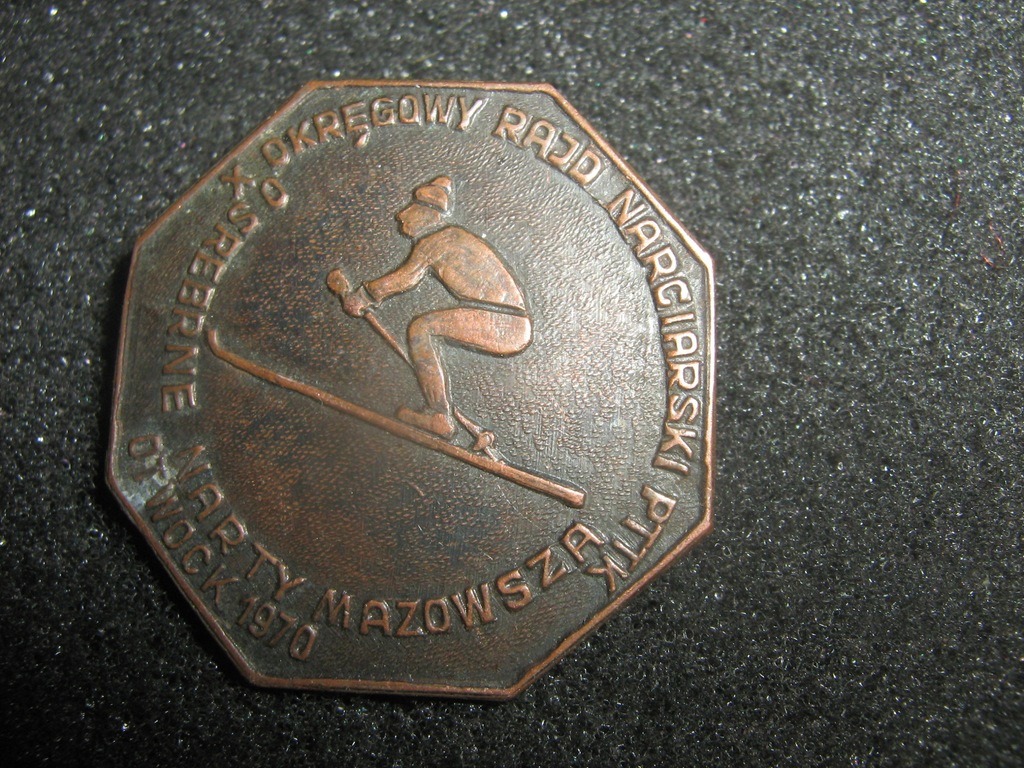 X O OKRĘGOWY RAJD NARCIARSKI PTTK
SREBRNE NARTY MAZOWSZA
OTWOCK 1970